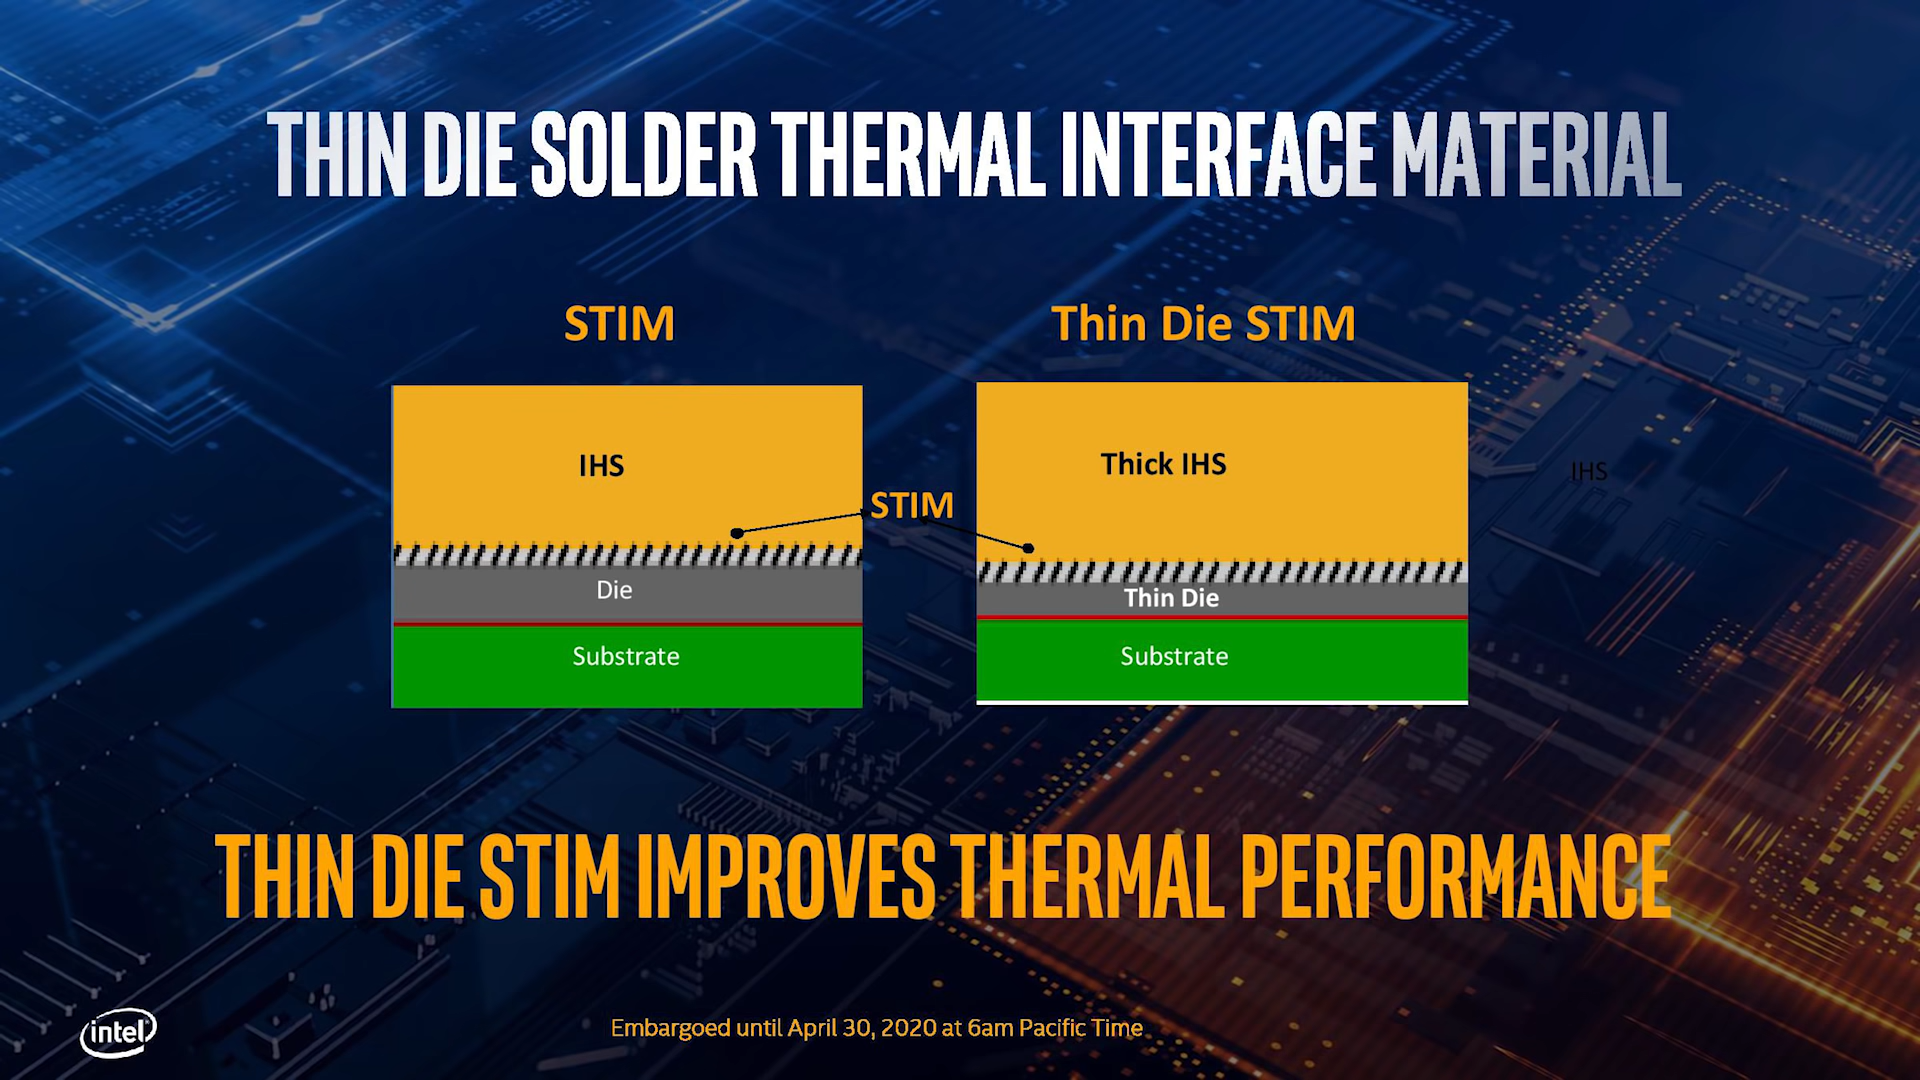 THIN DIE SOLDER THERMAL INTERFACE MATERIAL
STIM
Thin Die STIM
IHS
Thick IHS
IHS
STIM
Die
Thin Die
Substrate
Substrate
THIN DIE STIM IMPROVES THERMAL PERFORMANCE
intel
Embargoed until April 30, 2020 at 6am Pacific Time